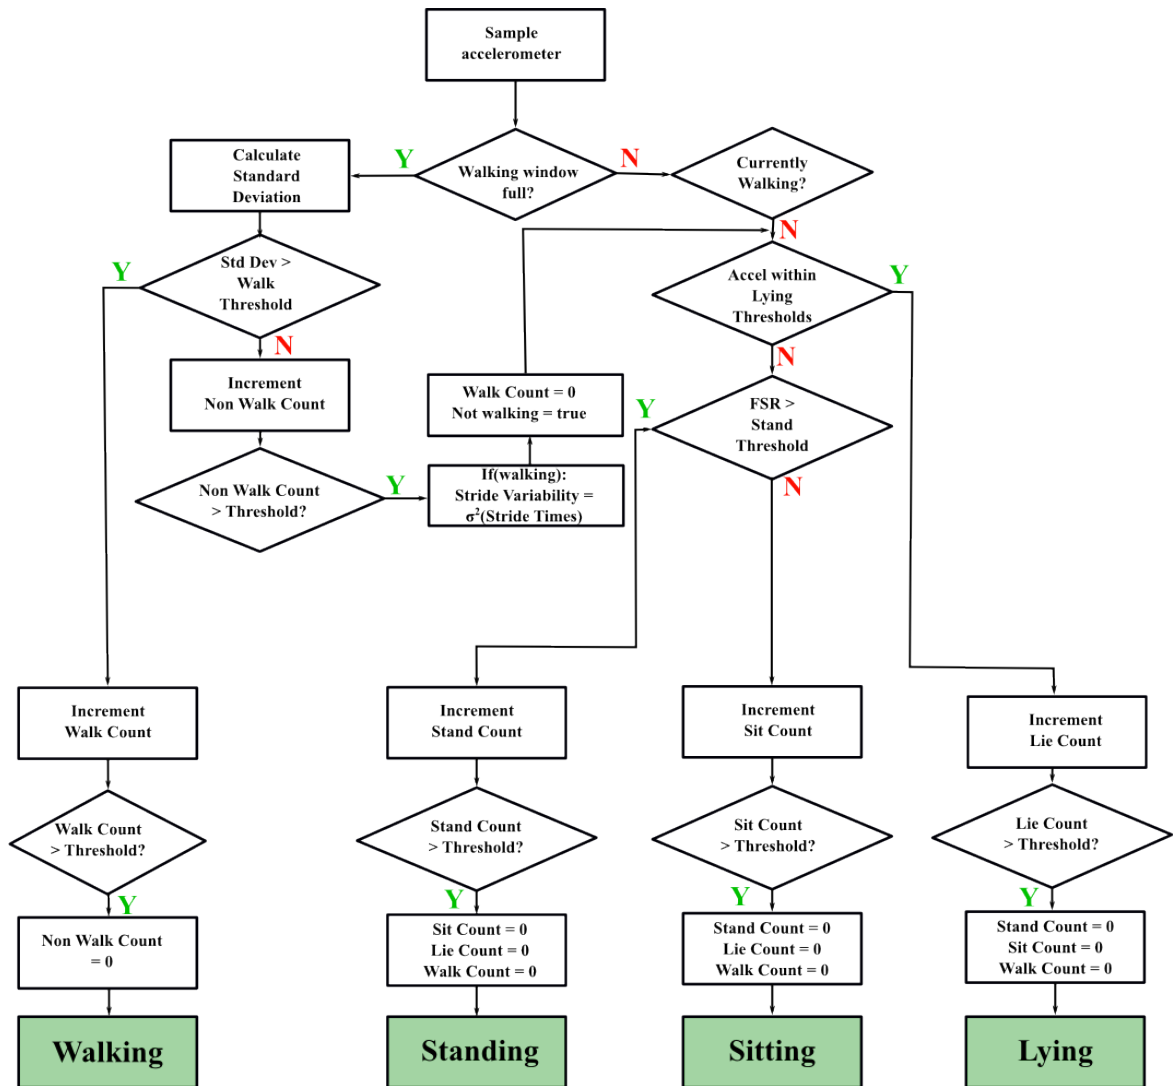 Sample
accelerometer
Y
Walking window
full?
N
Currently
Walking?
Calculate
Standard
Deviation
N
Y
Std Dev >
Walk
Threshold
N
Accel within
Lying
Thresholds
Y
N
Increment
Non Walk Count
Walk Count = 0
Not walking = true
Y
FSR >
Stand
Threshold
N
Non Walk Count
> Threshold?
Y
If(walking):
Stride Variability =
σ²(Stride Times)
Increment
Walk Count
Increment
Stand Count
Increment
Sit Count
Increment
Lie Count
Walk Count
> Threshold?
Stand Count
> Threshold?
Sit Count
> Threshold?
Lie Count
> Threshold?
Y
Y
Y
Y
Non Walk Count
= 0
Sit Count = 0
Lie Count = 0
Walk Count = 0
Stand Count = 0
Lie Count = 0
Walk Count = 0
Stand Count = 0
Sit Count = 0
Walk Count = 0
Walking
Standing
Sitting
Lying